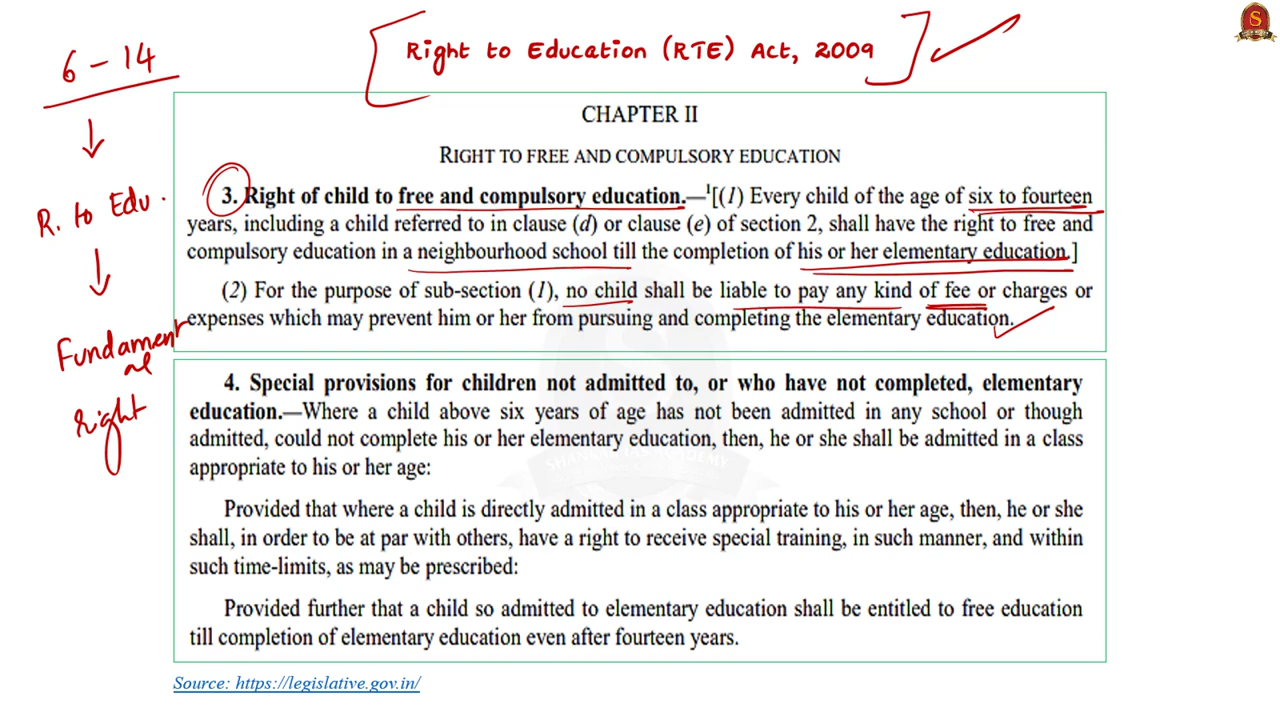 Right to Education (RTE) Act, 2009
6 - 14
R. to Edu.
Fundament
al
right
CHAPTER II
RIGHT TO FREE AND COMPULSORY EDUCATION
3. Right of child to free and compulsory education.—¹[(1) Every child of the age of six to fourteen
years, including a child referred to in clause (d) or clause (e) of section 2, shall have the right to free and
compulsory education in a neighbourhood school till the completion of his or her elementary education.]
(2) For the purpose of sub-section (1), no child shall be liable to pay any kind of fee or charges or
expenses which may prevent him or her from pursuing and completing the elementary education.
4. Special provisions for children not admitted to, or who have not completed, elementary
education.—Where a child above six years of age has not been admitted in any school or though
admitted, could not complete his or her elementary education, then, he or she shall be admitted in a class
appropriate to his or her age:
Provided that where a child is directly admitted in a class appropriate to his or her age, then, he or she
shall, in order to be at par with others, have a right to receive special training, in such manner, and within
such time-limits, as may be prescribed:
Provided further that a child so admitted to elementary education shall be entitled to free education
till completion of elementary education even after fourteen years.
Source: https://legislative.gov.in/